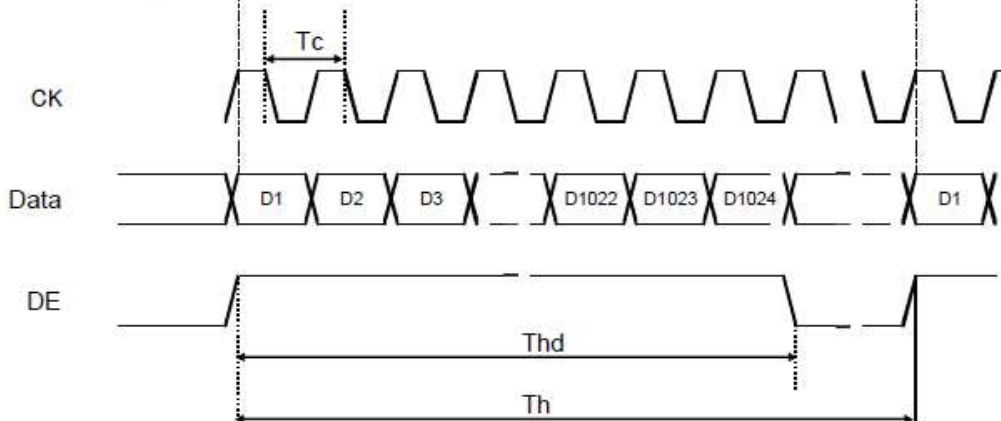 Tc
CK
Data D1 D2 D3 D1022 D1023 D1024 D1
DE
Thd
Th